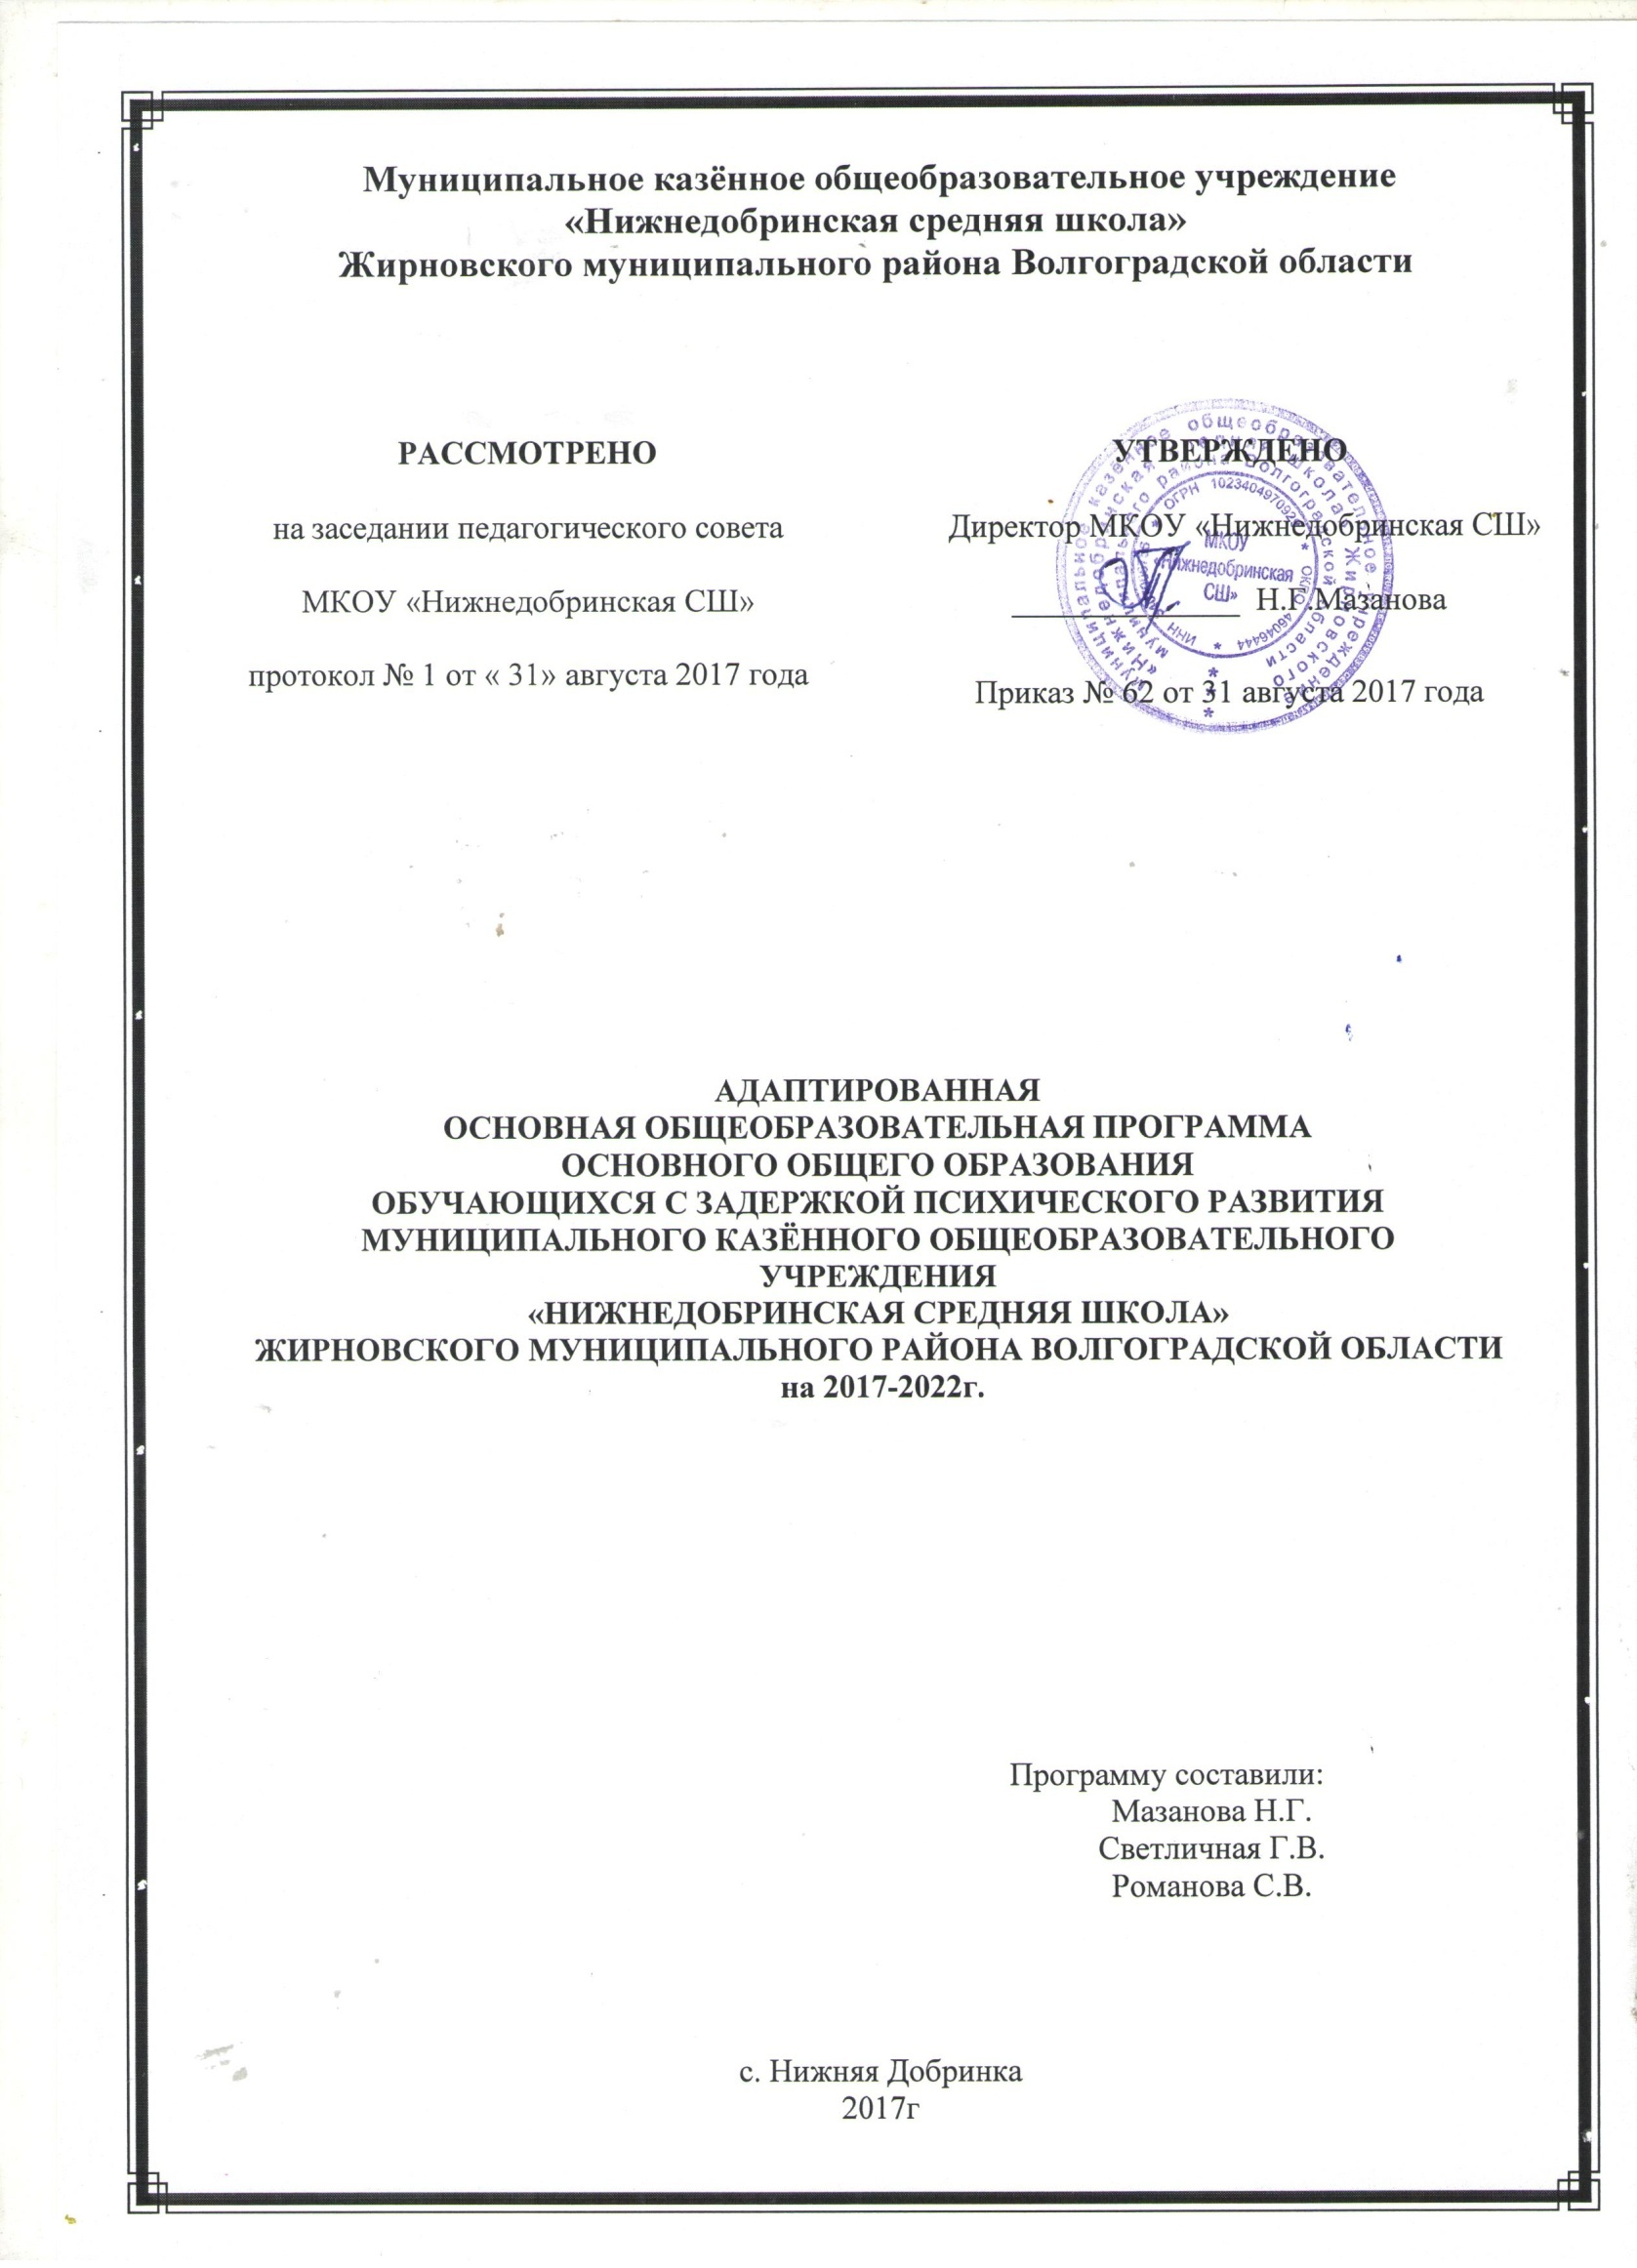 Муниципальное казённое общеобразовательное учреждение
«Нижнедобринская средняя школа»
Жирновского муниципального района Волгоградской области
РАССМОТРЕНО
на заседании педагогического совета
МКОУ «Нижнедобринская СШ»
протокол № 1 от « 31» августа 2017 года
УТВЕРЖДЕНО
Директор МКОУ «Нижнедобринская СШ»
Н.Г.Мазанова
Приказ № 62 от 31 августа 2017 года
МКОУ
«Нижнедобринская
СШ»
АДАПТИРОВАННАЯ
ОСНОВНАЯ ОБЩЕОБРАЗОВАТЕЛЬНАЯ ПРОГРАММА
ОСНОВНОГО ОБЩЕГО ОБРАЗОВАНИЯ
ОБУЧАЮЩИХСЯ С ЗАДЕРЖКОЙ ПСИХИЧЕСКОГО РАЗВИТИЯ
МУНИЦИПАЛЬНОГО КАЗЁННОГО ОБЩЕОБРАЗОВАТЕЛЬНОГО
УЧРЕЖДЕНИЯ
«НИЖНЕДОБРИНСКАЯ СРЕДНЯЯ ШКОЛА»
ЖИРНОВСКОГО МУНИЦИПАЛЬНОГО РАЙОНА ВОЛГОГРАДСКОЙ ОБЛАСТИ
на 2017-2022г.
Программу составили:
Мазанова Н.Г.
Светличная Г.В.
Романова С.В.
с. Нижняя Добринка
2017г